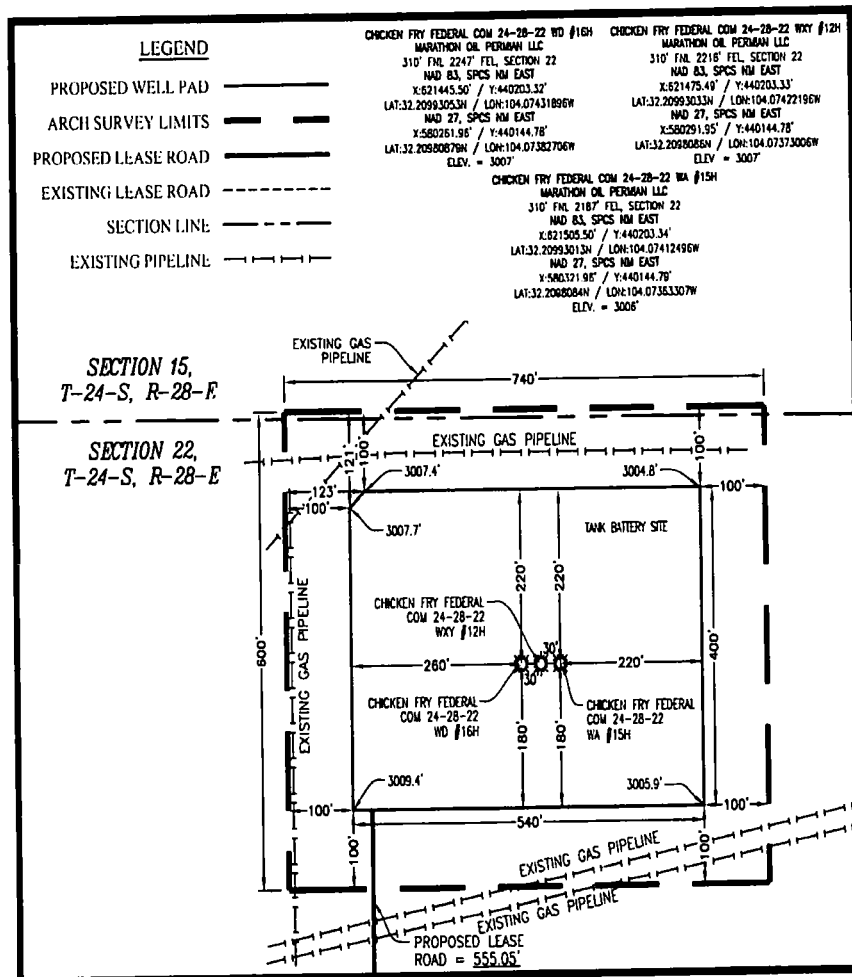 LEGEND
PROPOSED WELL PAD
ARCH SURVEY LIMITS
PROPOSED LEASE ROAD
EXISTING LEASE ROAD
SECTION LINE
EXISTING PIPELINE
CHICKEN FRY FEDERAL COM 24-28-22 WD #16H
MARATHON OIL PERMIAN LLC
310' FNL 2247' FEL, SECTION 22
NAD 83, SPCS NM EAST
X:621445.50' / Y:440203.32'
LAT:32.20993053N / LON:104.07431896W
NAD 27, SPCS NM EAST
X:580261.96' / Y:440144.78'
LAT:32.20980879N / LON:104.07382706W
ELEV. = 3007'
CHICKEN FRY FEDERAL COM 24-28-22 WXY #12H
MARATHON OIL PERMIAN LLC
310' FNL 2216' FEL, SECTION 22
NAD 83, SPCS NM EAST
X:621475.49' / Y:440203.33'
LAT:32.20993033N / LON:104.07422196W
NAD 27, SPCS NM EAST
X:580291.95' / Y:440144.78'
LAT:32.2098086N / LON:104.07373006W
ELEV = 3007'
CHICKEN FRY FEDERAL COM 24-28-22 WA #15H
MARATHON OIL PERMIAN LLC
310' FNL 2187' FEL, SECTION 22
NAD 83, SPCS NM EAST
X:621505.50' / Y:440203.34'
LAT:32.20993013N / LON:104.07412496W
NAD 27, SPCS NM EAST
X:580321.96' / Y:440144.79'
LAT:32.2098084N / LON:104.07363307W
ELEV. = 3006'
SECTION 15,
T-24-S, R-28-E
EXISTING GAS
PIPELINE
740'
SECTION 22,
T-24-S, R-28-E
EXISTING GAS PIPELINE
121'
100'
100'
3007.4'
3004.8'
123'
100'
100'
3007.7'
TANK BATTERY SITE
220'
220'
CHICKEN FRY FEDERAL
COM 24-28-22
WXY #12H
600'
EXISTING GAS PIPELINE
400'
260'
30'
30'
220'
CHICKEN FRY FEDERAL
COM 24-28-22
WD #16H
CHICKEN FRY FEDERAL
COM 24-28-22
WA #15H
180'
180'
3009.4'
3005.9'
100'
100'
540'
100'
100'
EXISTING GAS PIPELINE
EXISTING GAS PIPELINE
PROPOSED LEASE
ROAD = 555.05'